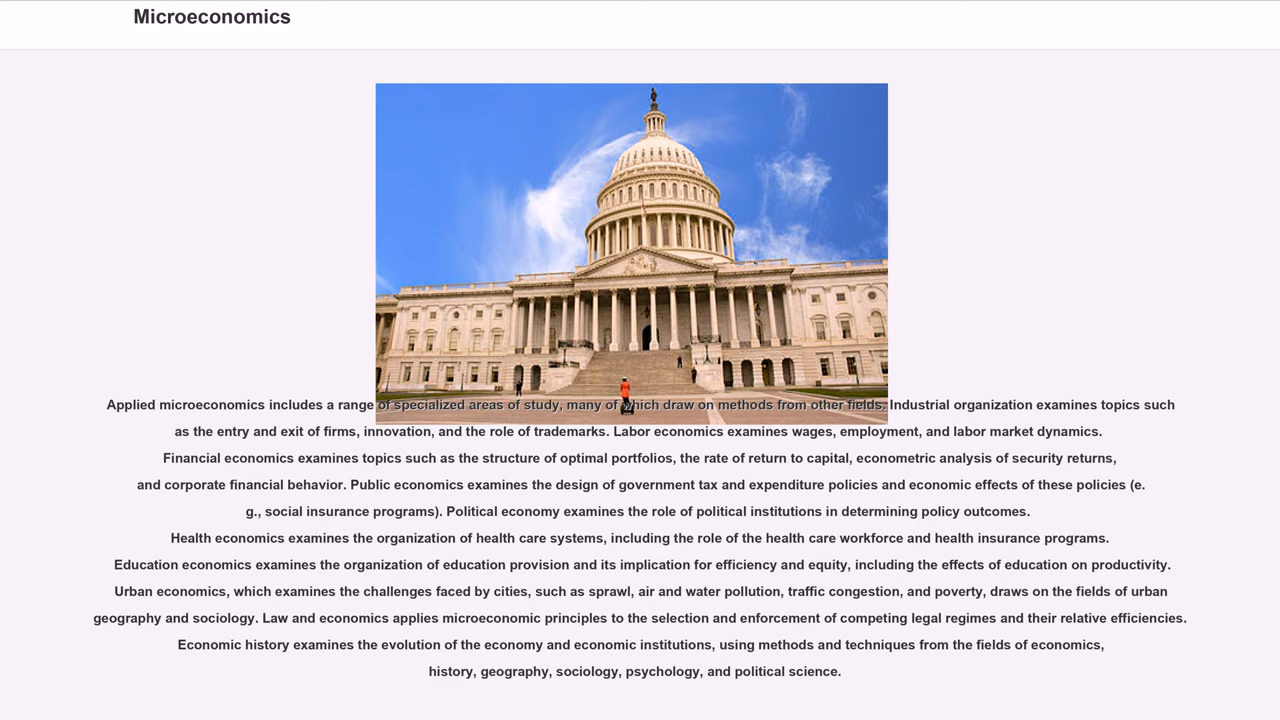 Microeconomics
Applied microeconomics includes a range of specialized areas of study, many of which draw on methods from other fields. Industrial organization examines topics such
as the entry and exit of firms, innovation, and the role of trademarks. Labor economics examines wages, employment, and labor market dynamics.
Financial economics examines topics such as the structure of optimal portfolios, the rate of return to capital, econometric analysis of security returns,
and corporate financial behavior. Public economics examines the design of government tax and expenditure policies and economic effects of these policies (e.
g., social insurance programs). Political economy examines the role of political institutions in determining policy outcomes.
Health economics examines the organization of health care systems, including the role of the health care workforce and health insurance programs.
Education economics examines the organization of education provision and its implication for efficiency and equity, including the effects of education on productivity.
Urban economics, which examines the challenges faced by cities, such as sprawl, air and water pollution, traffic congestion, and poverty, draws on the fields of urban
geography and sociology. Law and economics applies microeconomic principles to the selection and enforcement of competing legal regimes and their relative efficiencies.
Economic history examines the evolution of the economy and economic institutions, using methods and techniques from the fields of economics,
history, geography, sociology, psychology, and political science.